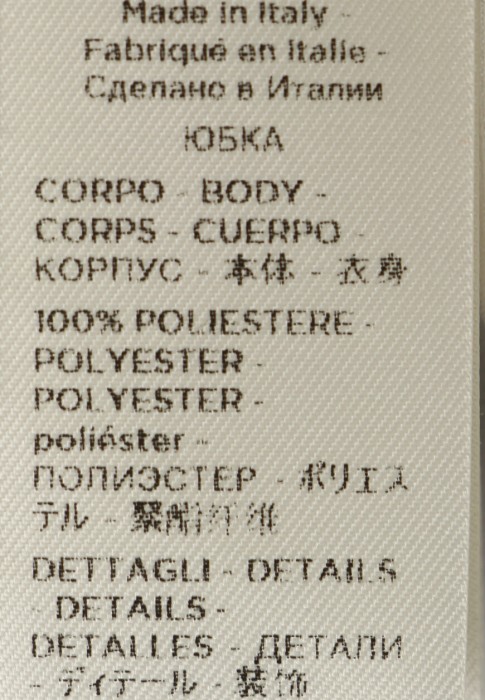 Made in Italy -
Fabriqué en Italie -
Сделано в Италии
ЮБКА
CORPO - BODY -
CORPS - CUERPO -
КОРПУС - 本体 - 衣身
100% POLIESTERE -
POLYESTER -
POLYESTER -
poliéster -
ПОЛИЭСТЕР - ポリエス
テル - 聚酯纤维
DETTAGLI - DETAILS
- DETAILS -
DETALLES - ДЕТАЛИ
- ディテール - 装饰